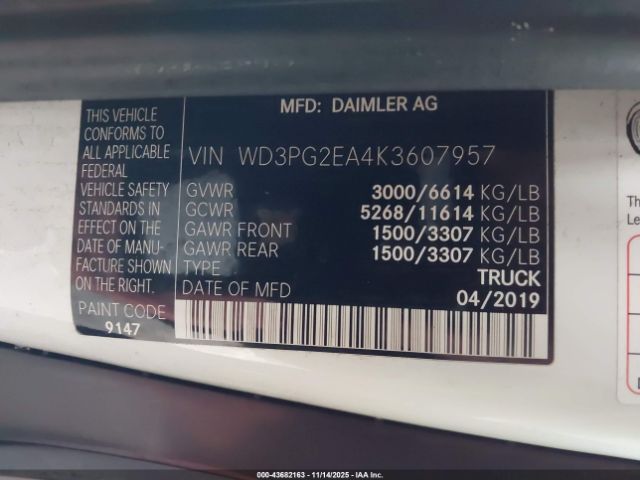 MFD: DAIMLER AG
THIS VEHICLE
CONFORMS TO
ALL APPLICABLE
FEDERAL
VEHICLE SAFETY
STANDARDS IN
EFFECT ON THE
DATE OF MANU-
FACTURE SHOWN
ON THE RIGHT.
PAINT CODE
9147
VIN WD3PG2EA4K3607957
GVWR 3000/6614 KG/LB
GCWR 5268/11614 KG/LB
GAWR FRONT 1500/3307 KG/LB
GAWR REAR 1500/3307 KG/LB
TYPE TRUCK
DATE OF MFD 04/2019
000-43682163 - 11/14/2025 - IAA Inc.